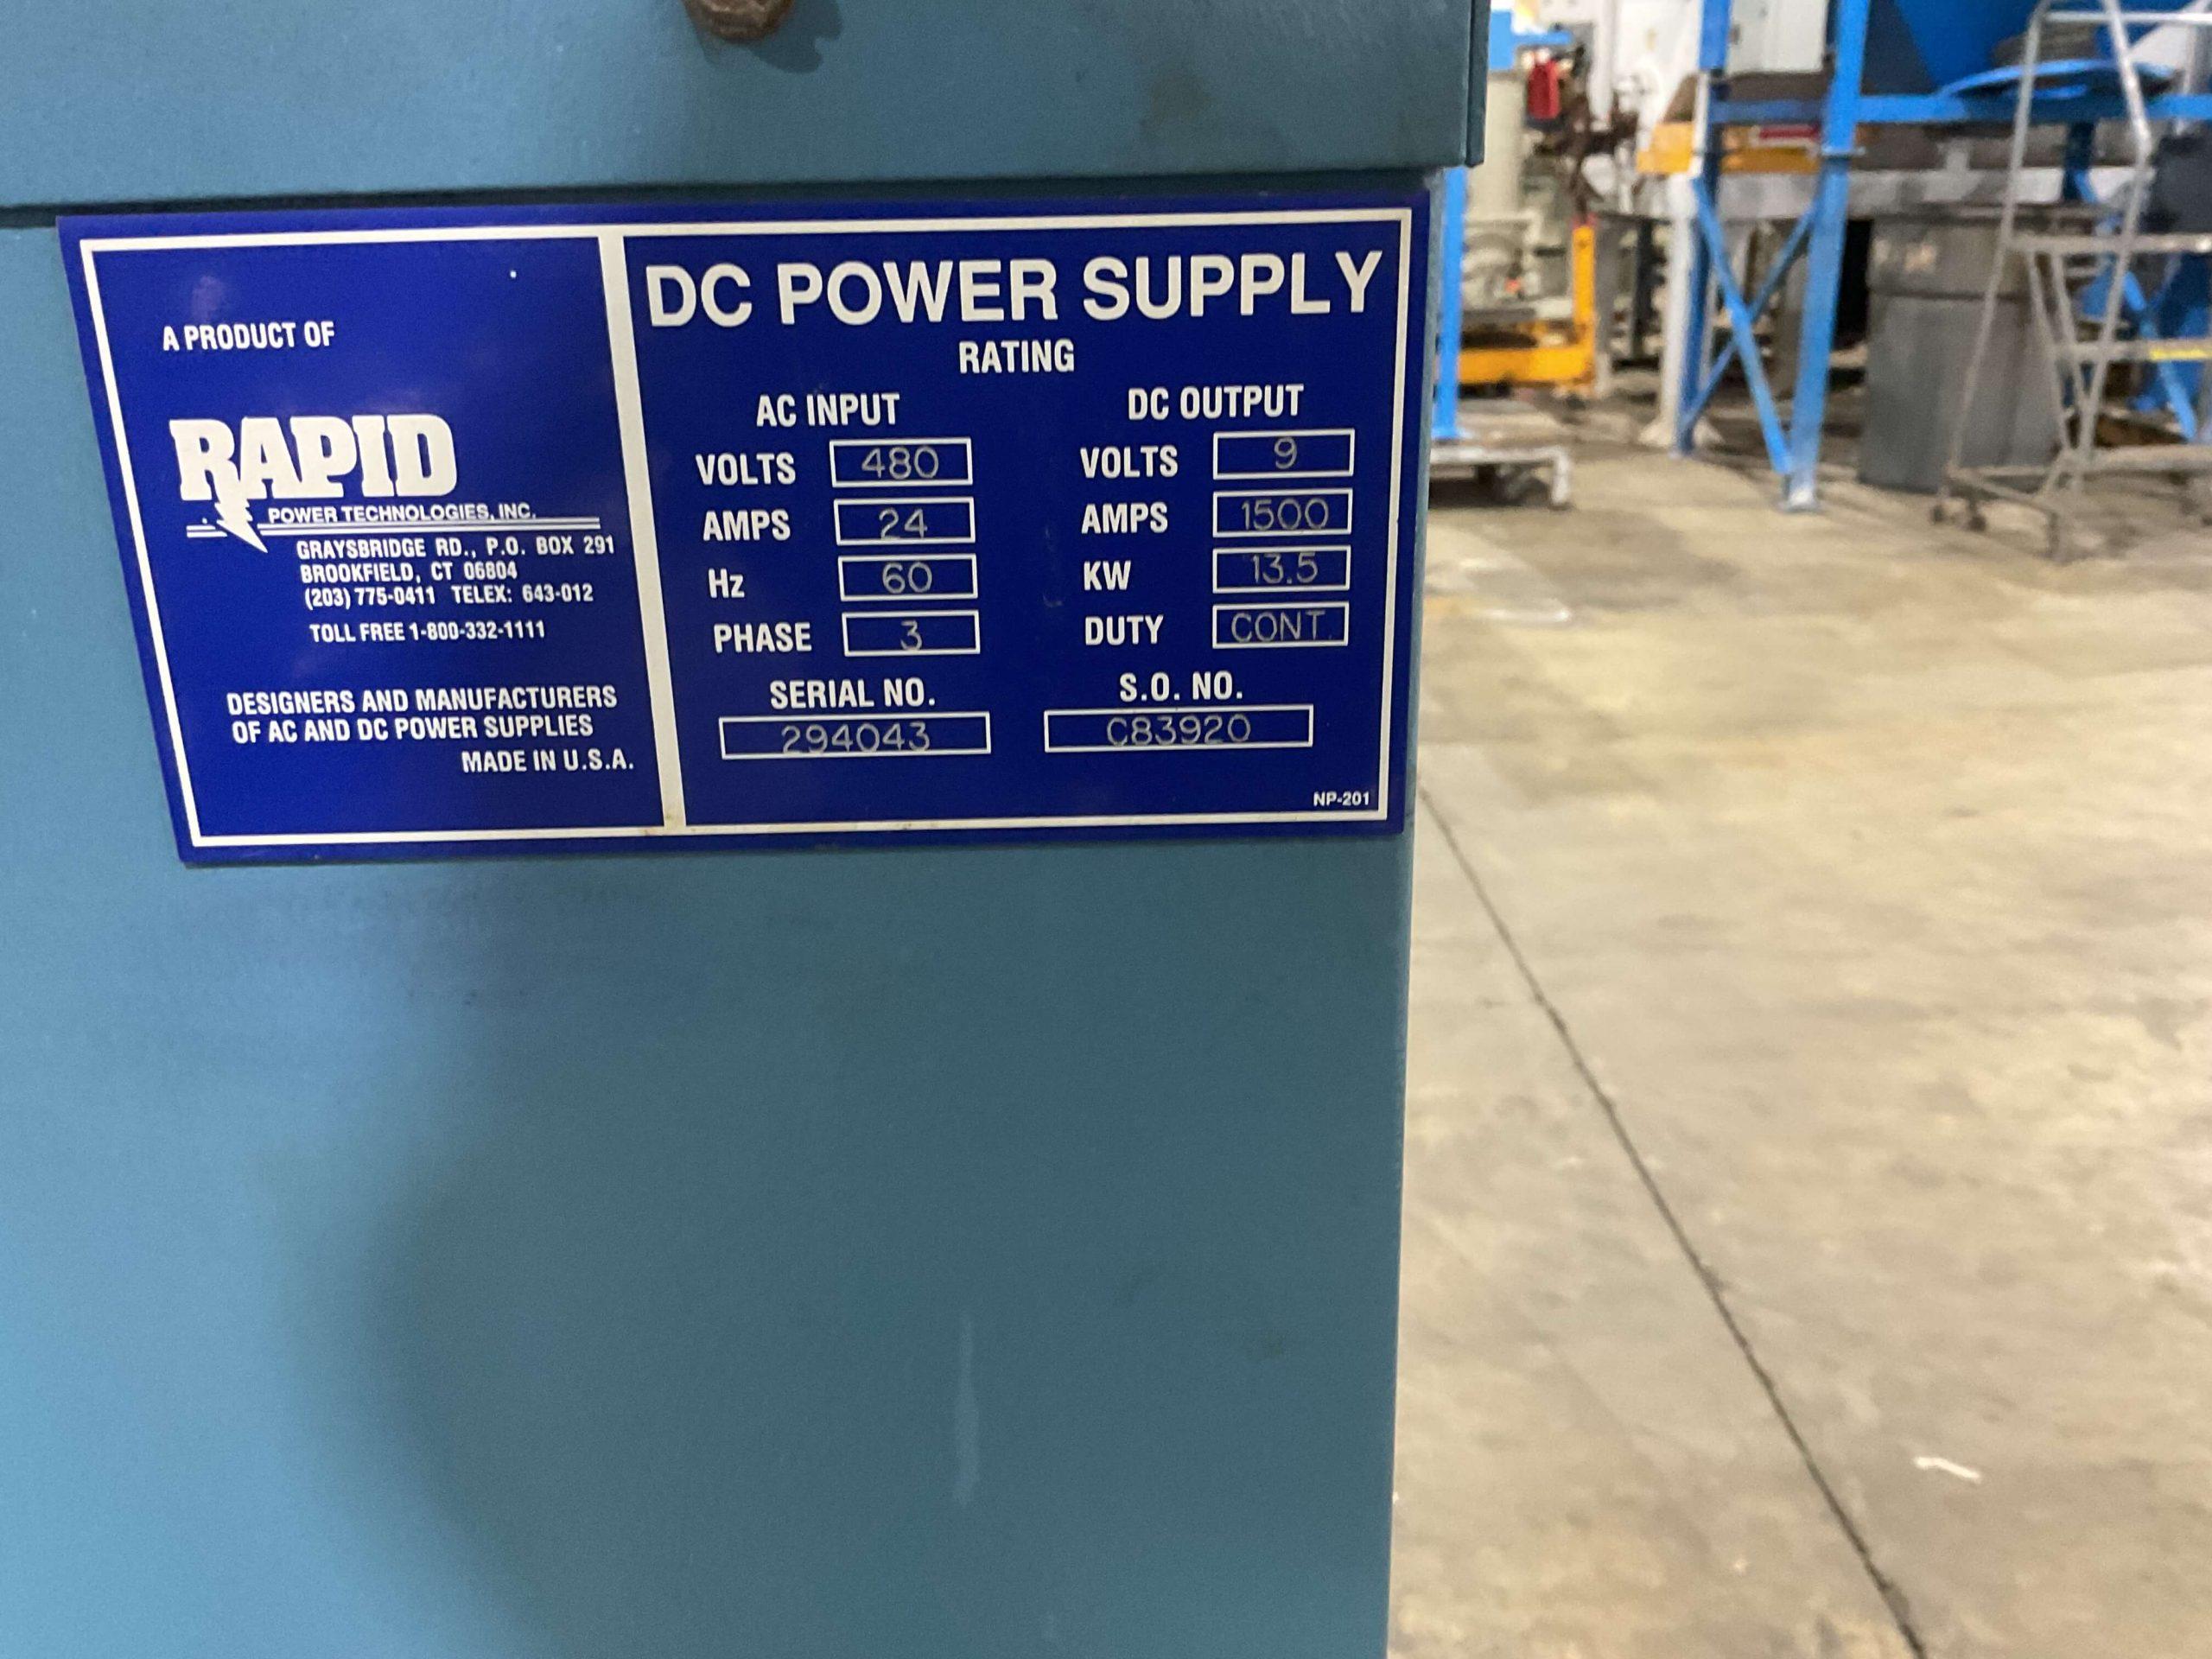 A PRODUCT OF
RAPID
POWER TECHNOLOGIES, INC.
GRAYSBRIDGE RD., P.O. BOX 291
BROOKFIELD, CT 06804
(203) 775-0411 TELEX: 643-012
TOLL FREE 1-800-332-1111
DESIGNERS AND MANUFACTURERS
OF AC AND DC POWER SUPPLIES
MADE IN U.S.A.
DC POWER SUPPLY
RATING
AC INPUT
VOLTS 480
AMPS 24
Hz 60
PHASE 3
DC OUTPUT
VOLTS 9
AMPS 1500
KW 13.5
DUTY CONT.
SERIAL NO.
294043
S.O. NO.
C83920
NP-201